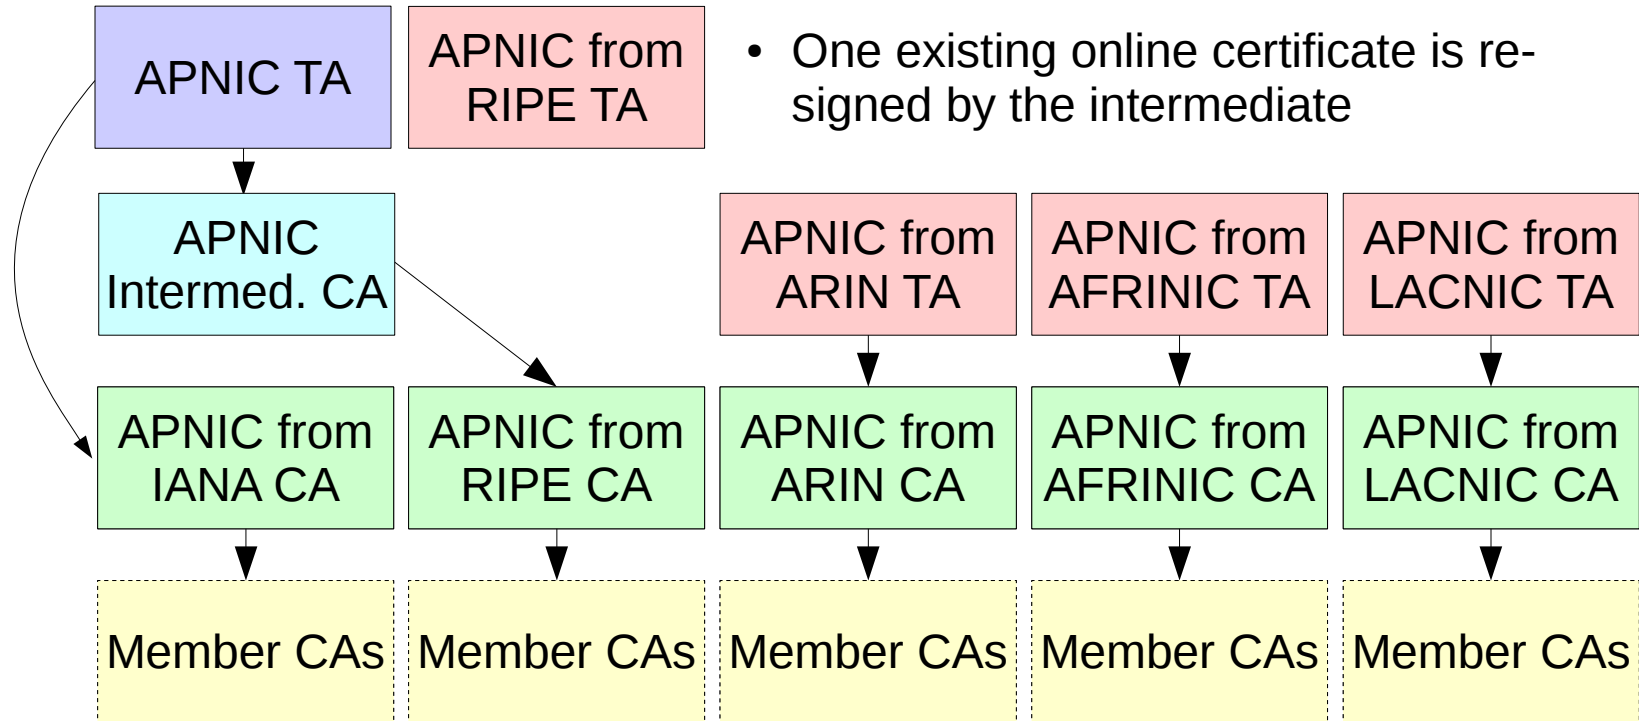 APNIC TA
APNIC from
RIPE TA
• One existing online certificate is re-
signed by the intermediate
APNIC
Intermed. CA
APNIC from
ARIN TA
APNIC from
AFRINIC TA
APNIC from
LACNIC TA
APNIC from
IANA CA
APNIC from
RIPE CA
APNIC from
ARIN CA
APNIC from
AFRINIC CA
APNIC from
LACNIC CA
Member CAs
Member CAs
Member CAs
Member CAs
Member CAs